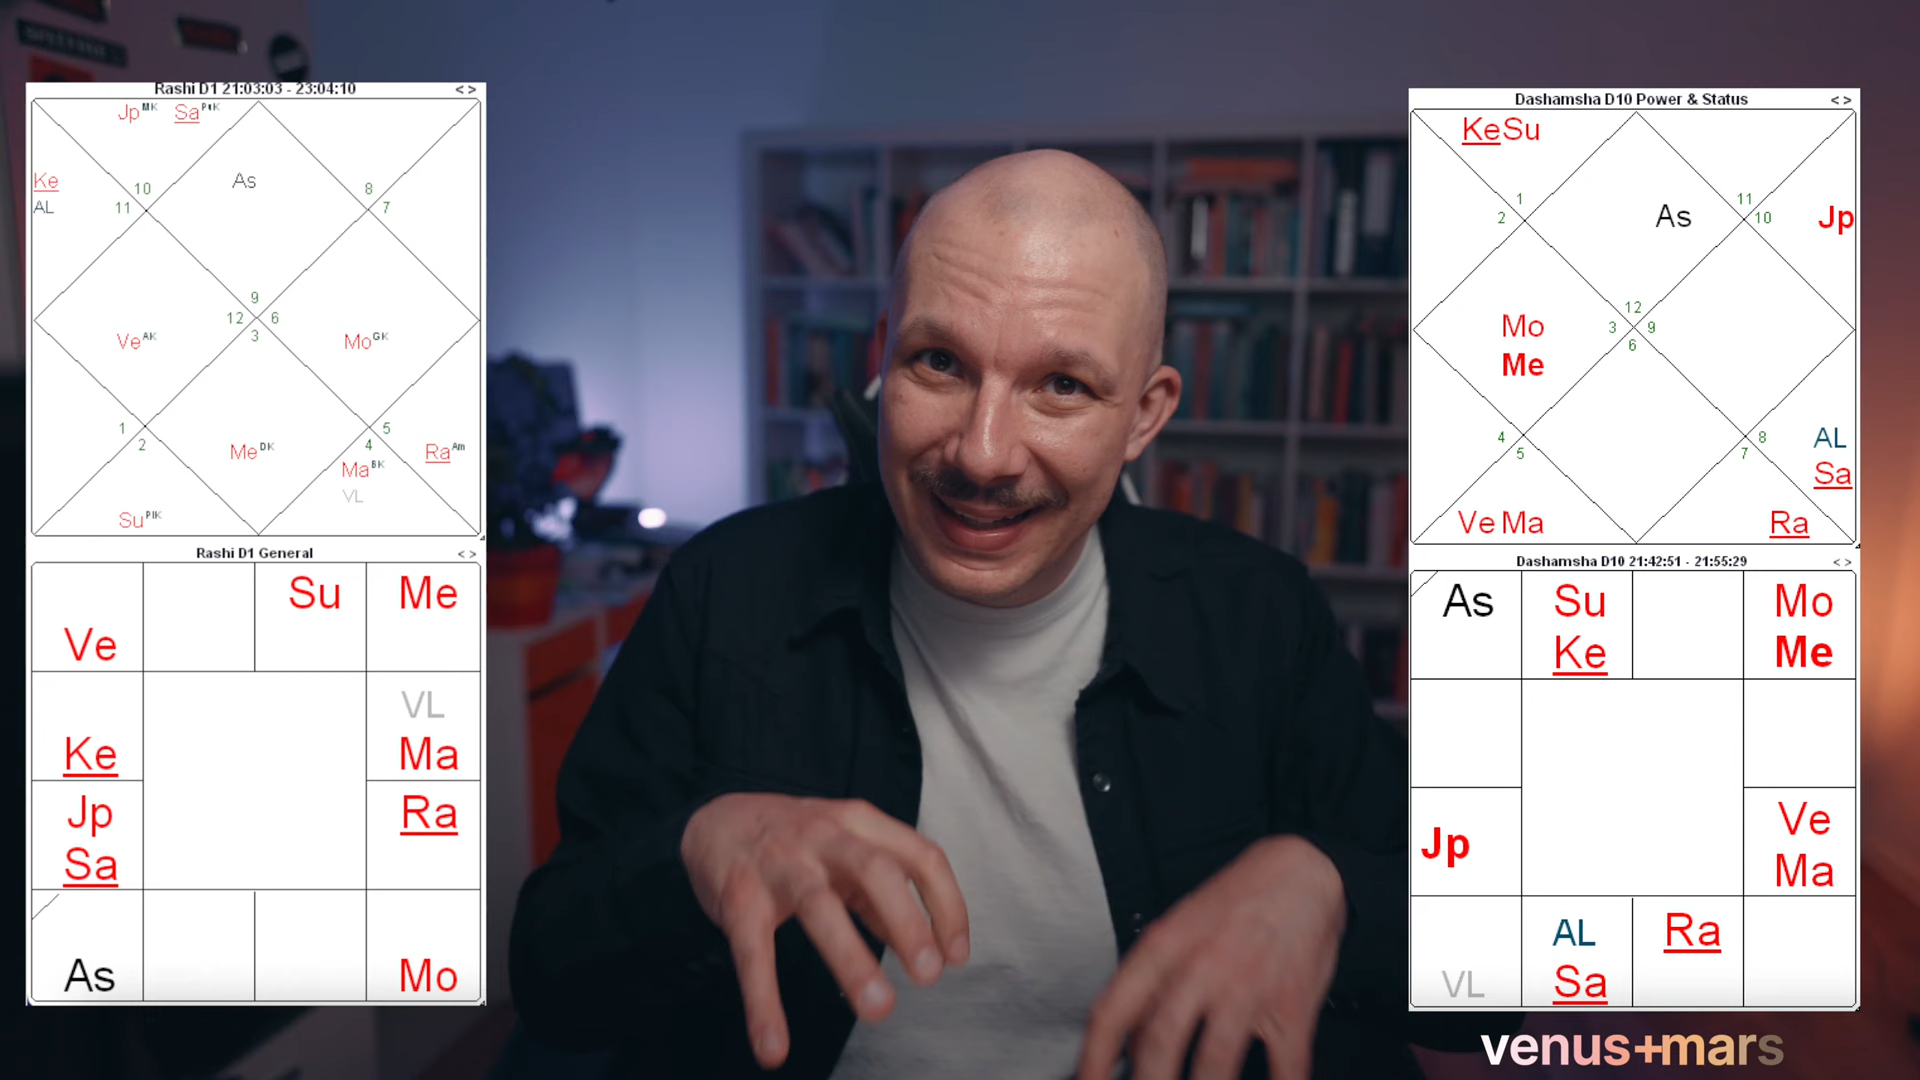 Rashi D1 21:03:03 - 23:04:10 < >
Jp MK Sa PtK
Ke
AL
As
10
11
8
7
9
12 6
3
Ve AK
Mo GK
1
2
5
4
Me DK
Ma BK
VL
Ra Am
Su PiK
Rashi D1 General < >
Su Me
Ve
VL
Ke Ma
Jp Ra
Sa
As Mo
Dashamsha D10 Power & Status < >
Ke Su
As
Jp
1
2
11
10
12
3 9
6
Mo
Me
4
5
8
7
AL
Sa
Ve Ma
Ra
Dashamsha D10 21:42:51 - 21:55:29 < >
As Su Mo
Ke Me
Jp Ve
Ma
AL Ra
VL Sa
venus+mars